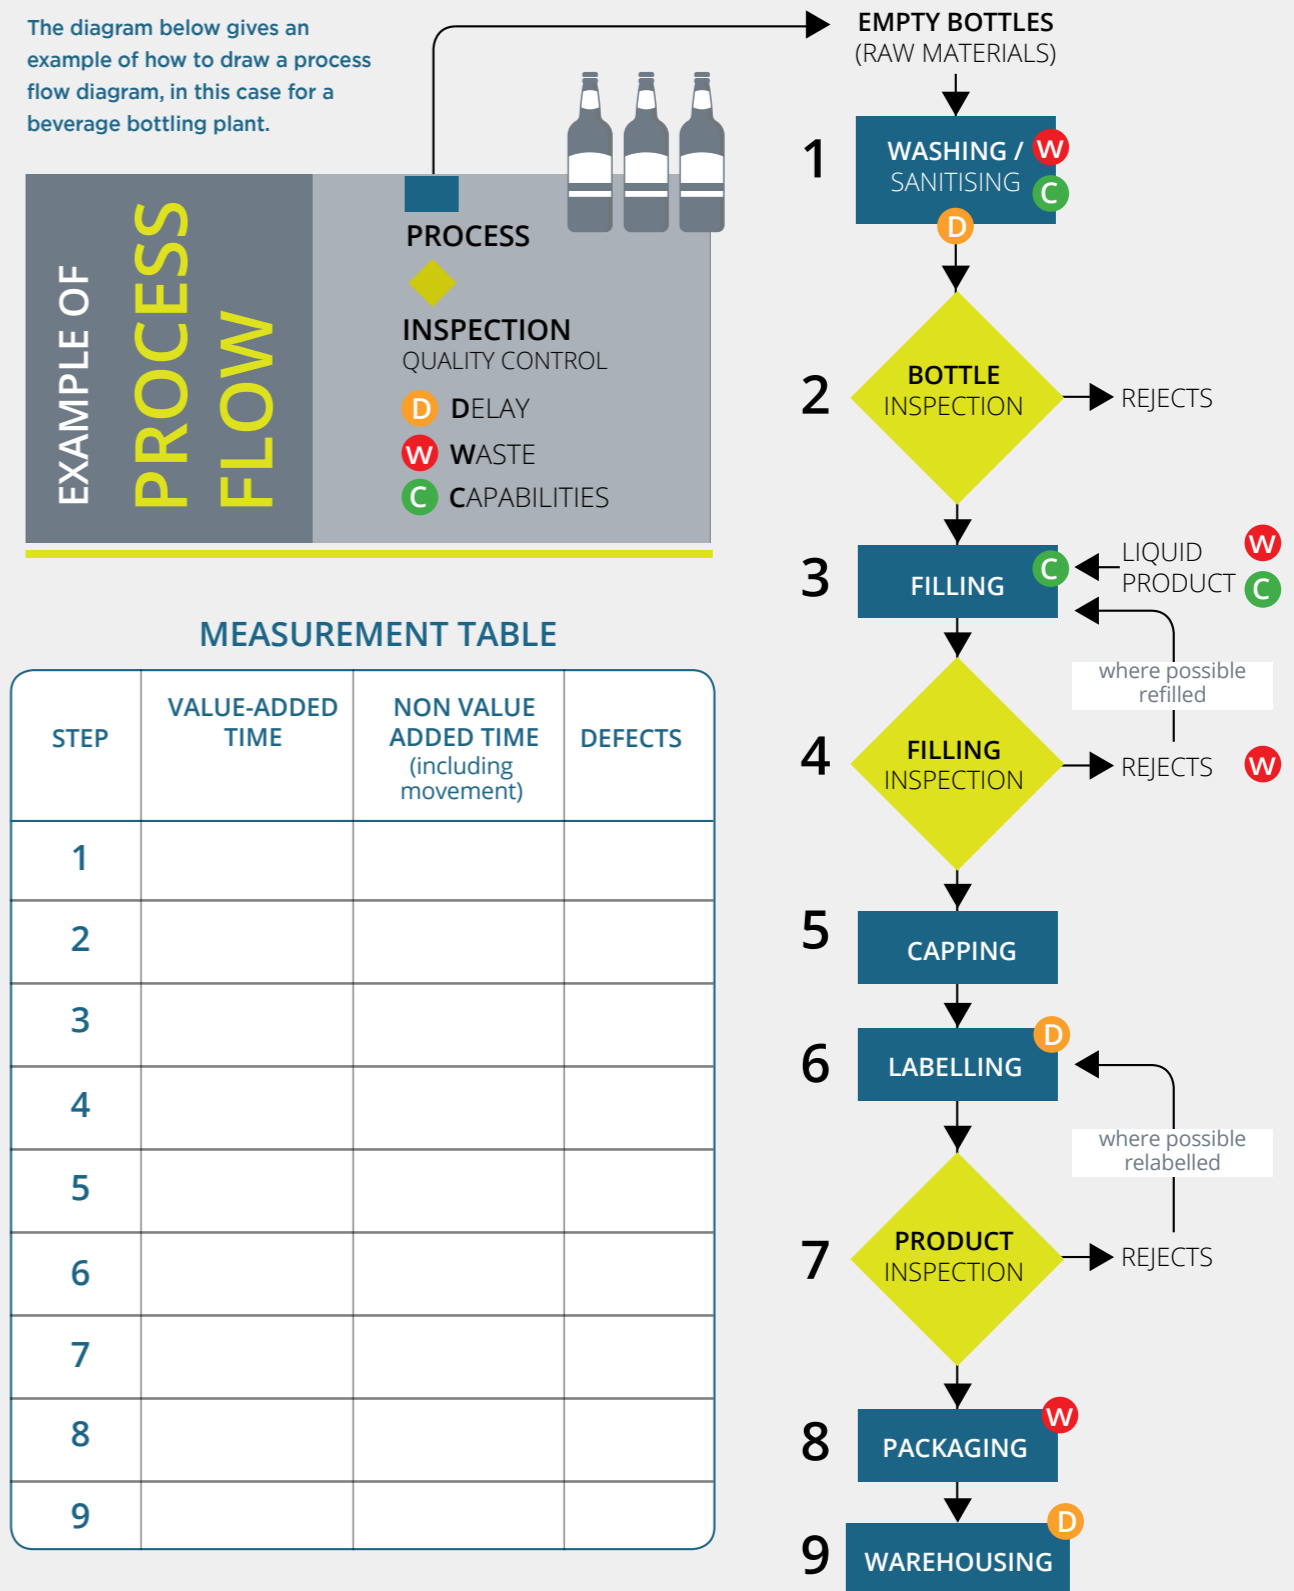 The diagram below gives an
example of how to draw a process
flow diagram, in this case for a
beverage bottling plant.
EXAMPLE OF
PROCESS
FLOW
PROCESS
INSPECTION
QUALITY CONTROL
D DELAY
W WASTE
C CAPABILITIES
MEASUREMENT TABLE
STEP
VALUE-ADDED
TIME
NON VALUE
ADDED TIME
(including
movement)
DEFECTS
1
2
3
4
5
6
7
8
9
EMPTY BOTTLES
(RAW MATERIALS)
1
WASHING /
SANITISING
W
C
D
2
BOTTLE
INSPECTION
REJECTS
3
FILLING
C
LIQUID
PRODUCT
W
C
where possible
refilled
4
FILLING
INSPECTION
REJECTS
W
5
CAPPING
6
LABELLING
D
where possible
relabelled
7
PRODUCT
INSPECTION
REJECTS
8
PACKAGING
W
9
WAREHOUSING
D